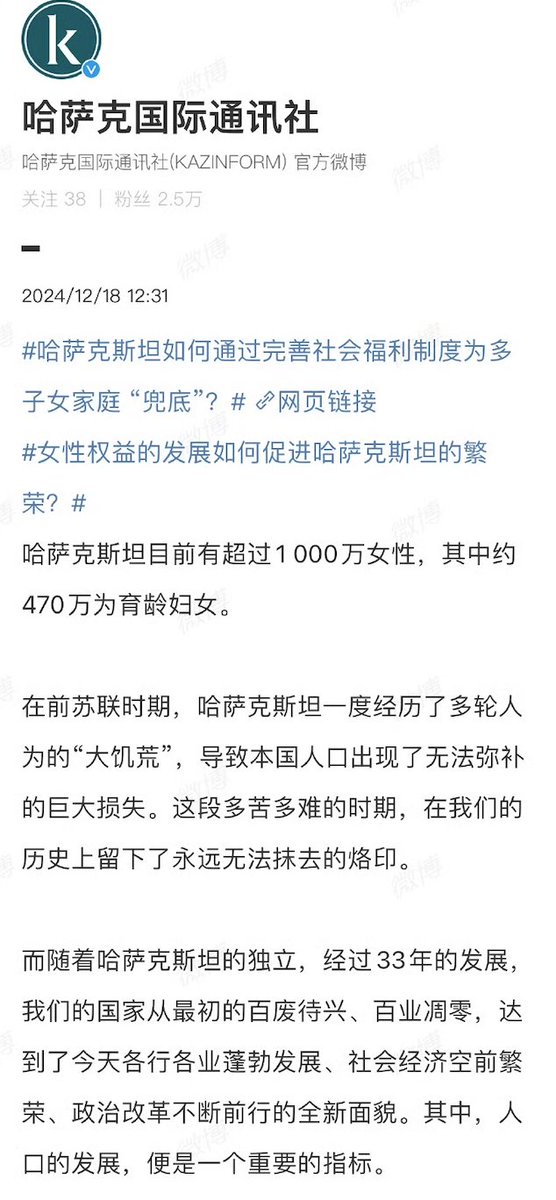 k
哈萨克国际通讯社
哈萨克国际通讯社(KAZINFORM) 官方微博
关注 38 | 粉丝 2.5万
2024/12/18 12:31
#哈萨克斯坦如何通过完善社会福利制度为多
子女家庭 “兜底”？# 网页链接
#女性权益的发展如何促进哈萨克斯坦的繁
荣？#
哈萨克斯坦目前有超过1 000万女性，其中约
470万为育龄妇女。
在前苏联时期，哈萨克斯坦一度经历了多轮人
为的“大饥荒”，导致本国人口出现了无法弥补
的巨大损失。这段多苦多难的时期，在我们的
历史上留下了永远无法抹去的烙印。
而随着哈萨克斯坦的独立，经过33年的发展，
我们的国家从最初的百废待兴、百业凋零，达
到了今天各行各业蓬勃发展、社会经济空前繁
荣、政治改革不断前行的全新面貌。其中，人
口的发展，便是一个重要的指标。